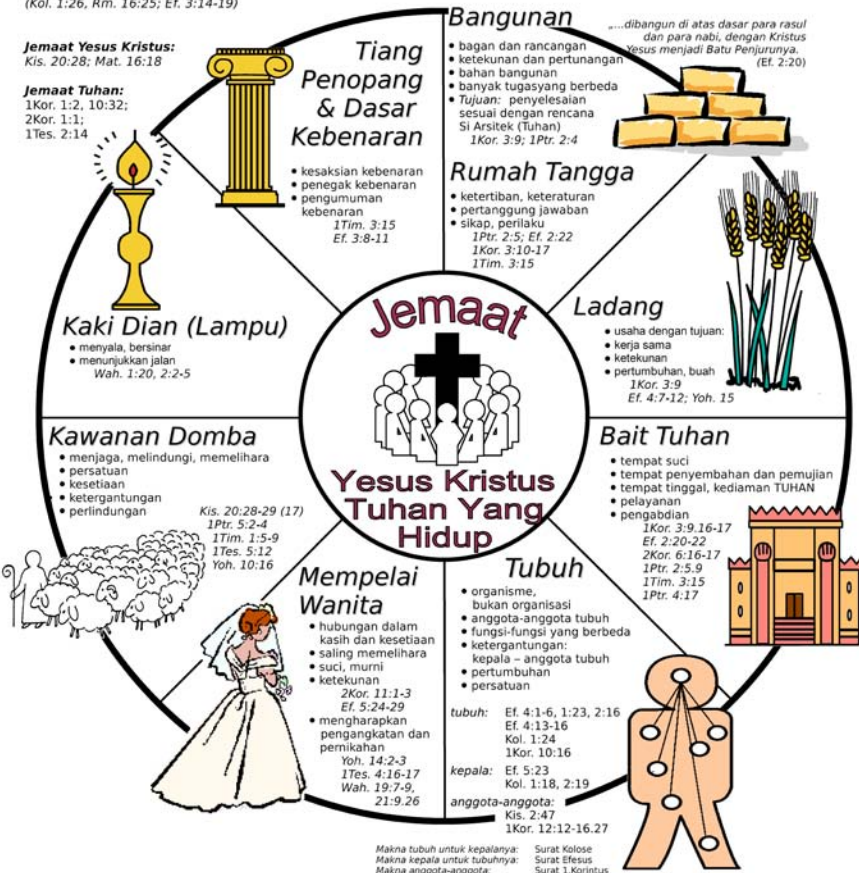 (Kol. 1:26, Rm. 16:25; Ef. 3:14-19)
Jemaat Yesus Kristus:
Kis. 20:28; Mat. 16:18
Jemaat Tuhan:
1Kor. 1:2, 10:32;
2Kor. 1:1;
1Tes. 2:14
Tiang
Penopang
& Dasar
Kebenaran
• kesaksian kebenaran
• penegak kebenaran
• pengumuman
kebenaran
1Tim. 3:15
Ef. 3:8-11
Bangunan
• bagan dan rancangan
• ketekunan dan pertunangan
• bahan bangunan
• banyak tugasyang berbeda
• Tujuan: penyelesaian
sesuai dengan rencana
Si Arsitek (Tuhan)
1Kor. 3:9; 1Ptr. 2:4
„...dibangun di atas dasar para rasul
dan para nabi, dengan Kristus
Yesus menjadi Batu Penjurunya.
(Ef. 2:20)
Rumah Tangga
• ketertiban, keteraturan
• pertanggung jawaban
• sikap, perilaku
1Ptr. 2:5; Ef. 2:22
1Kor. 3:10-17
1Tim. 3:15
Ladang
• usaha dengan tujuan:
• kerja sama
• ketekunan
• pertumbuhan, buah
1Kor. 3:9
Ef. 4:7-12; Yoh. 15
Kaki Dian (Lampu)
• menyala, bersinar
• menunjukkan jalan
Wah. 1:20, 2:2-5
Jemaat
Yesus Kristus
Tuhan Yang
Hidup
Kawanan Domba
• menjaga, melindungi, memelihara
• persatuan
• kesetiaan
• ketergantungan
• perlindungan
Kis. 20:28-29 (17)
1Ptr. 5:2-4
1Tim. 1:5-9
1Tes. 5:12
Yoh. 10:16
Bait Tuhan
• tempat suci
• tempat penyembahan dan pemujian
• tempat tinggal, kediaman TUHAN
• pelayanan
• pengabdian
1Kor. 3:9.16-17
Ef. 2:20-22
2Kor. 6:16-17
1Ptr. 2:5.9
1Tim. 3:15
1Ptr. 4:17
Mempelai
Wanita
• hubungan dalam
kasih dan kesetiaan
• saling memelihara
• suci, murni
• ketekunan
2Kor. 11:1-3
Ef. 5:24-29
• mengharapkan
pengangkatan dan
pernikahan
Yoh. 14:2-3
1Tes. 4:16-17
Wah. 19:7-9,
21:9.26
Tubuh
• organisme,
bukan organisasi
• anggota-anggota tubuh
• fungsi-fungsi yang berbeda
• ketergantungan:
kepala – anggota tubuh
• pertumbuhan
• persatuan
tubuh: Ef. 4:1-6, 1:23, 2:16
Ef. 4:13-16
Kol. 1:24
1Kor. 10:16
kepala: Ef. 5:23
Kol. 1:18, 2:19
anggota-anggota:
Kis. 2:47
1Kor. 12:12-16.27
Makna tubuh untuk kepalanya: Surat Kolose
Makna kepala untuk tubuhnya: Surat Efesus
Makna anggota-anggota: Surat 1.Korintus